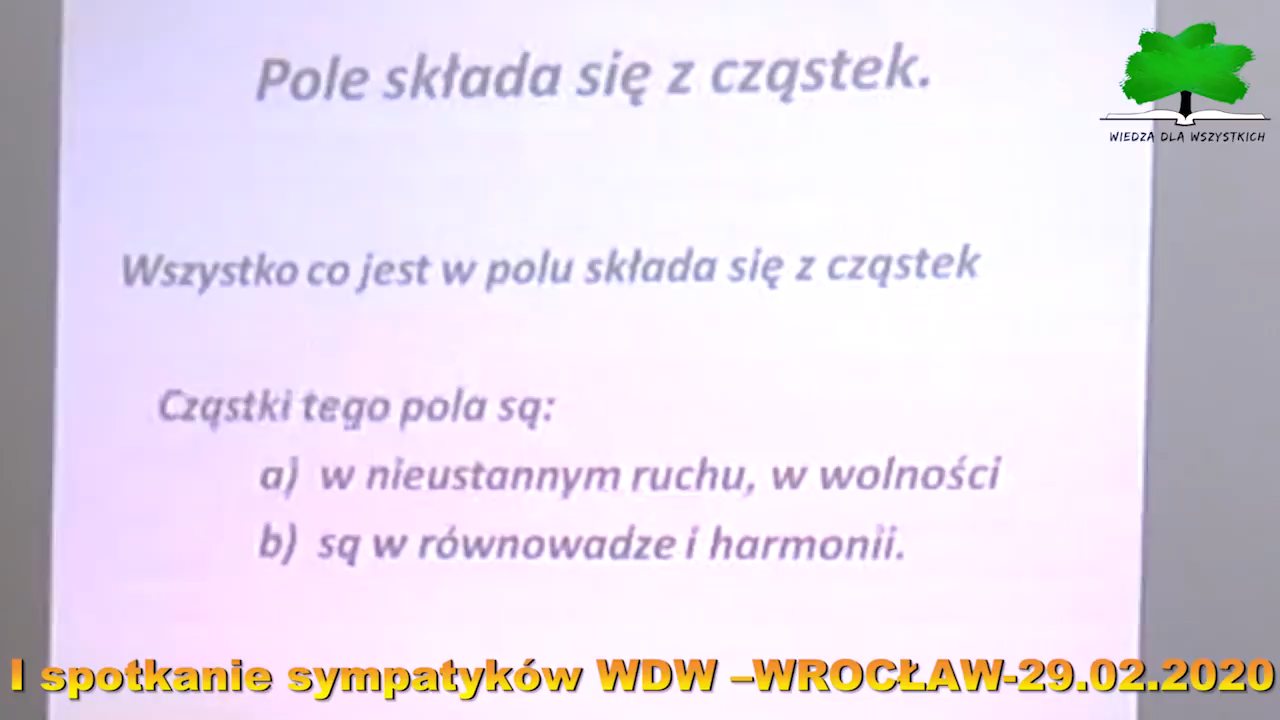 Pole składa się z cząstek.
WIEDZA DLA WSZYSTKICH
Wszystko co jest w polu składa się z cząstek
Cząstki tego pola są:
a) w nieustannym ruchu, w wolności
b) są w równowadze i harmonii.
I spotkanie sympatyków WDW –WROCŁAW-29.02.2020